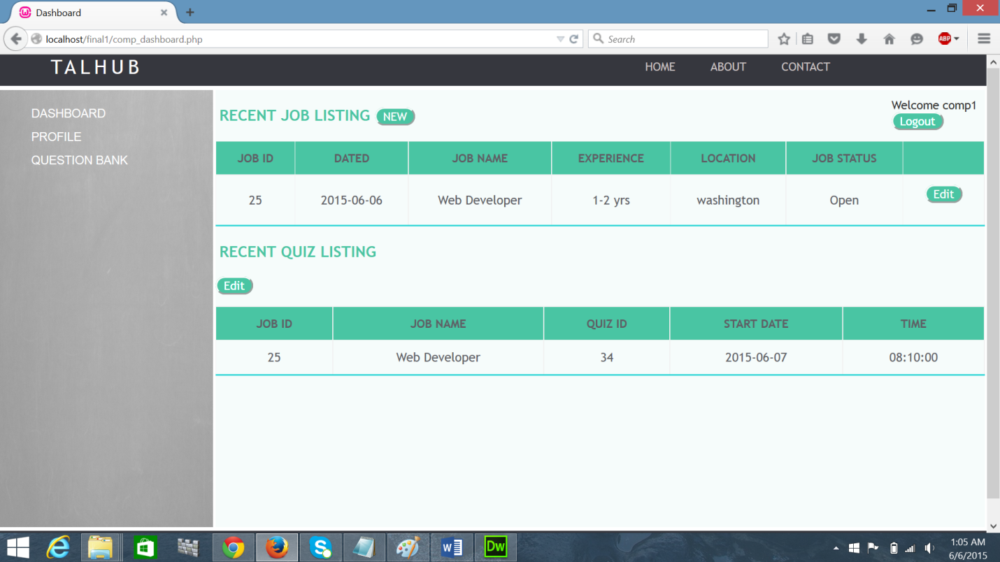 Dashboard
localhost/final1/comp_dashboard.php
Search
ABP
TALHUB
HOME ABOUT CONTACT
DASHBOARD
PROFILE
QUESTION BANK
Welcome comp1
Logout
RECENT JOB LISTING NEW
JOB ID DATED JOB NAME EXPERIENCE LOCATION JOB STATUS
25 2015-06-06 Web Developer 1-2 yrs washington Open Edit
RECENT QUIZ LISTING
Edit
JOB ID JOB NAME QUIZ ID START DATE TIME
25 Web Developer 34 2015-06-07 08:10:00
Dw
1:05 AM
6/6/2015